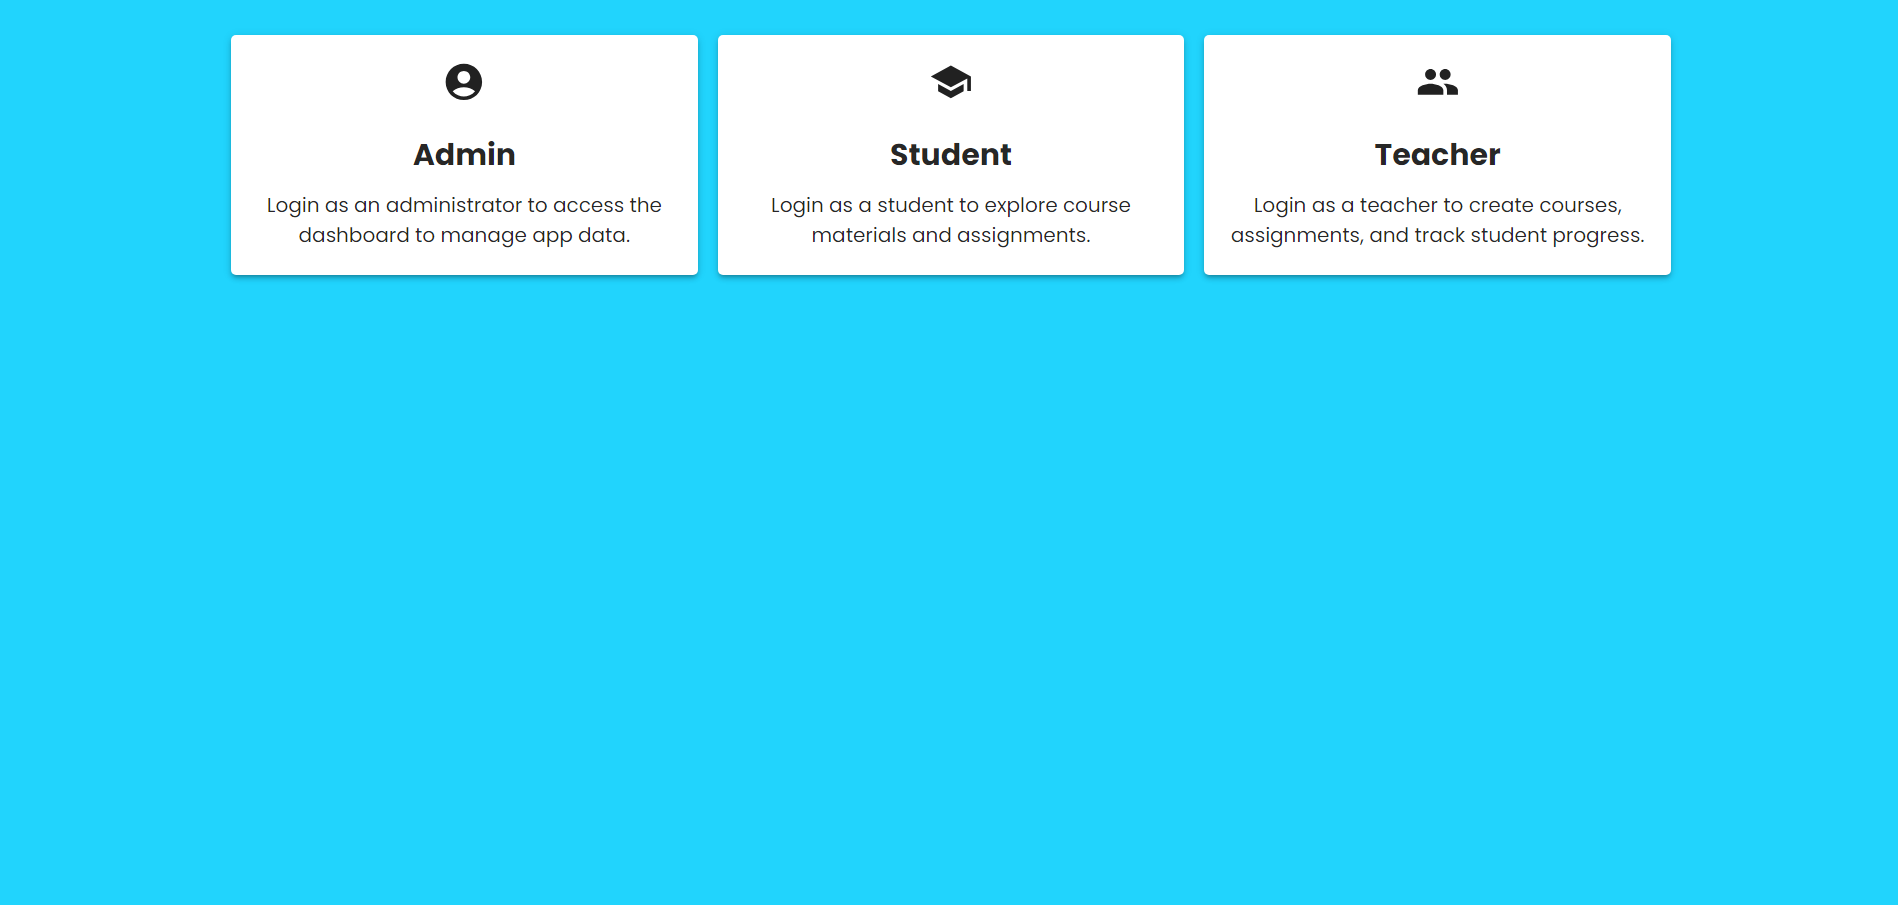 Admin
Login as an administrator to access the
dashboard to manage app data.
Student
Login as a student to explore course
materials and assignments.
Teacher
Login as a teacher to create courses,
assignments, and track student progress.